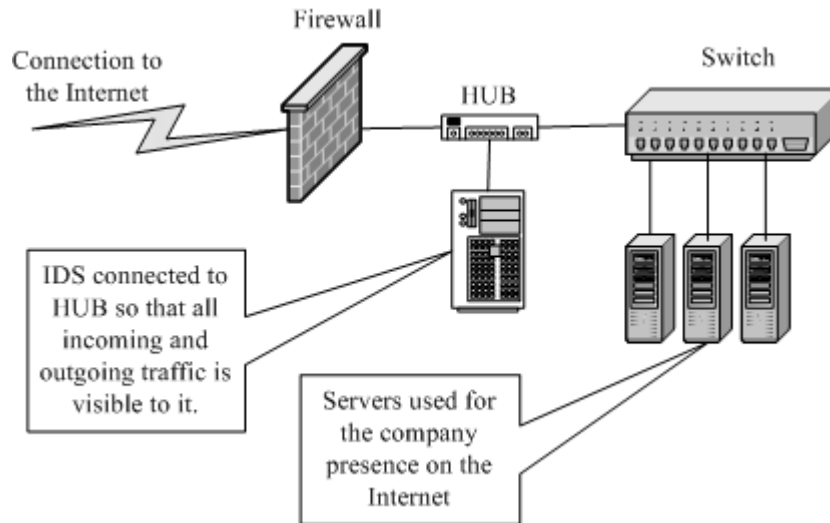 Firewall
Connection to
the Internet
HUB
Switch
IDS connected to
HUB so that all
incoming and
outgoing traffic is
visible to it.
Servers used for
the company
presence on the
Internet